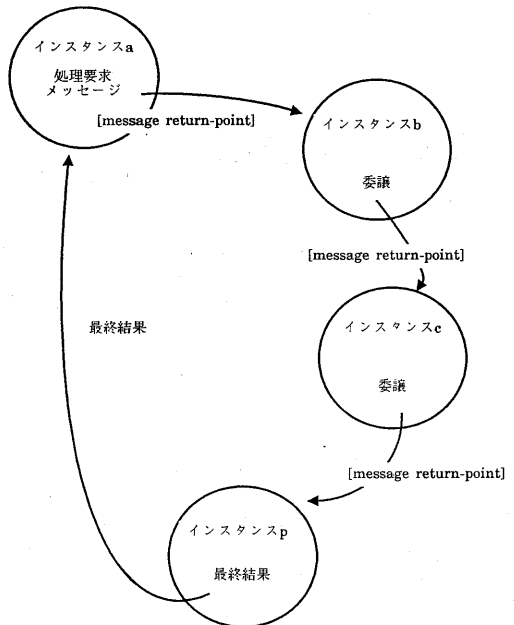 インスタンスa
処理要求
メッセージ
[message return-point]
インスタンスb
委譲
[message return-point]
インスタンスc
委譲
[message return-point]
最終結果
インスタンスp
最終結果